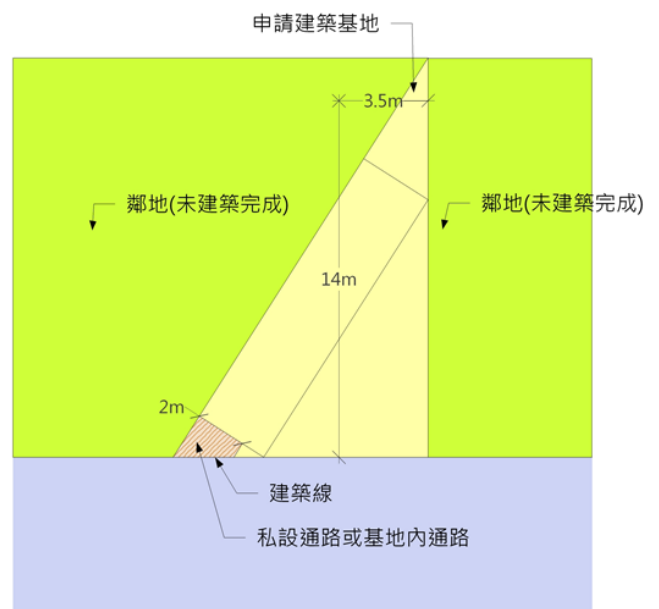 申請建築基地
3.5m
鄰地(未建築完成)
鄰地(未建築完成)
14m
2m
建築線
私設通路或基地內通路